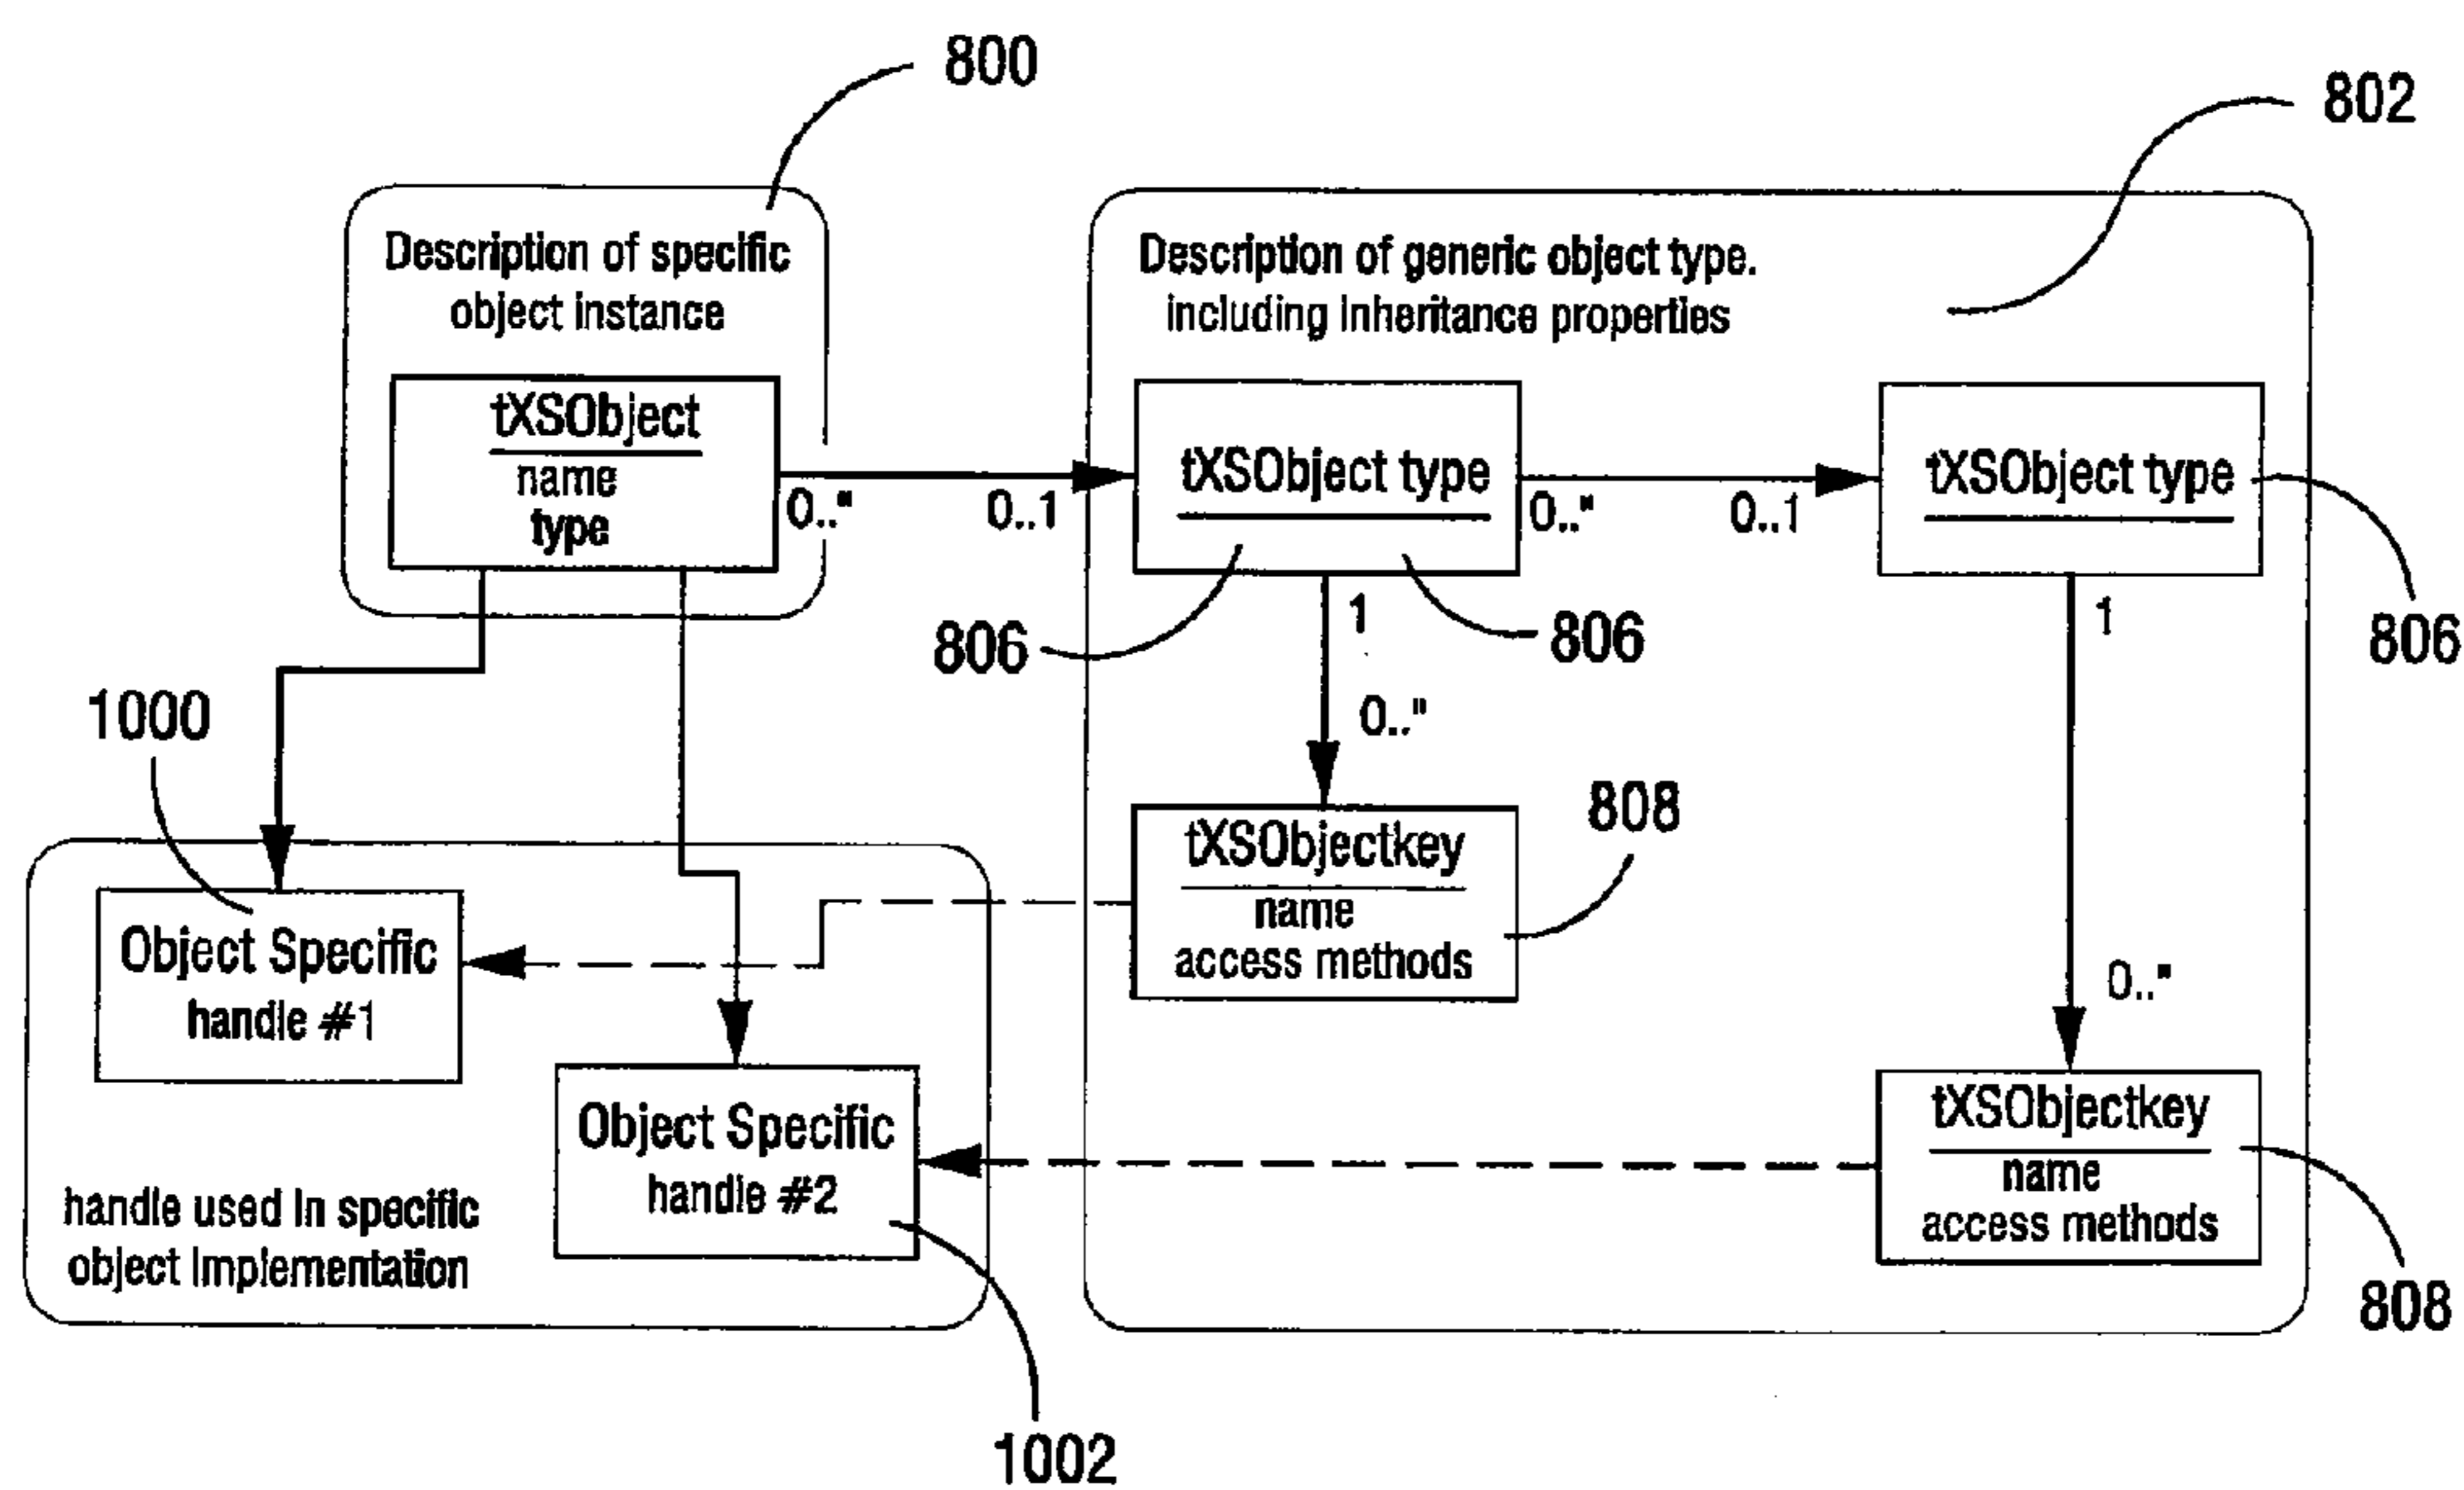 800
802
Description of specific
object instance
tXSObject
name
type
0.."
0..1
Description of generic object type.
including inheritance properties
tXSObject type
0.."
0..1
tXSObject type
806
806
806
1
0.."
1
0.."
1000
808
tXSObjectkey
name
access methods
Object Specific
handle #1
Object Specific
handle #2
handle used In specific
object Implementation
tXSObjectkey
name
access methods
808
1002